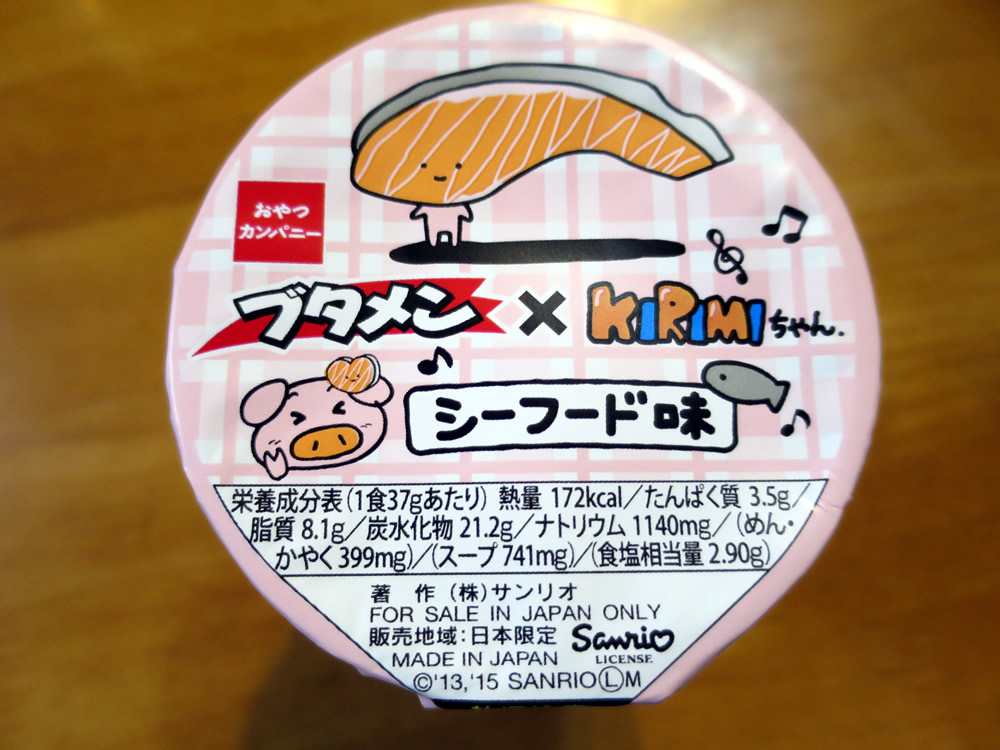 おやつ
カンパニー
ブタメン × KIRIMIちゃん.
シーフード味
栄養成分表(1食37gあたり) 熱量 172kcal/たんぱく質 3.5g/
脂質 8.1g/炭水化物 21.2g/ナトリウム 1140mg/(めん・
かやく 399mg)/(スープ 741mg)/(食塩相当量 2.90g)
著 作 (株)サンリオ
FOR SALE IN JAPAN ONLY
販売地域:日本限定 Sanrio
MADE IN JAPAN LICENSE.
©'13,'15 SANRIO Ⓛ M